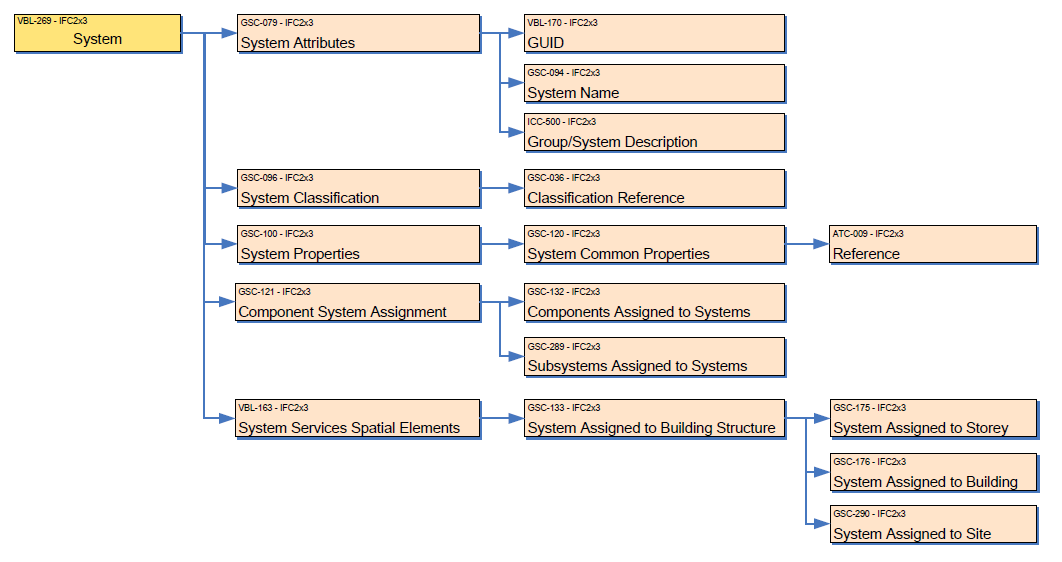 VBL-269 - IFC2x3
System
GSC-079 - IFC2x3
System Attributes
VBL-170 - IFC2x3
GUID
GSC-094 - IFC2x3
System Name
ICC-500 - IFC2x3
Group/System Description
GSC-096 - IFC2x3
System Classification
GSC-036 - IFC2x3
Classification Reference
GSC-100 - IFC2x3
System Properties
GSC-120 - IFC2x3
System Common Properties
ATC-009 - IFC2x3
Reference
GSC-121 - IFC2x3
Component System Assignment
GSC-132 - IFC2x3
Components Assigned to Systems
GSC-289 - IFC2x3
Subsystems Assigned to Systems
VBL-163 - IFC2x3
System Services Spatial Elements
GSC-133 - IFC2x3
System Assigned to Building Structure
GSC-175 - IFC2x3
System Assigned to Storey
GSC-176 - IFC2x3
System Assigned to Building
GSC-290 - IFC2x3
System Assigned to Site